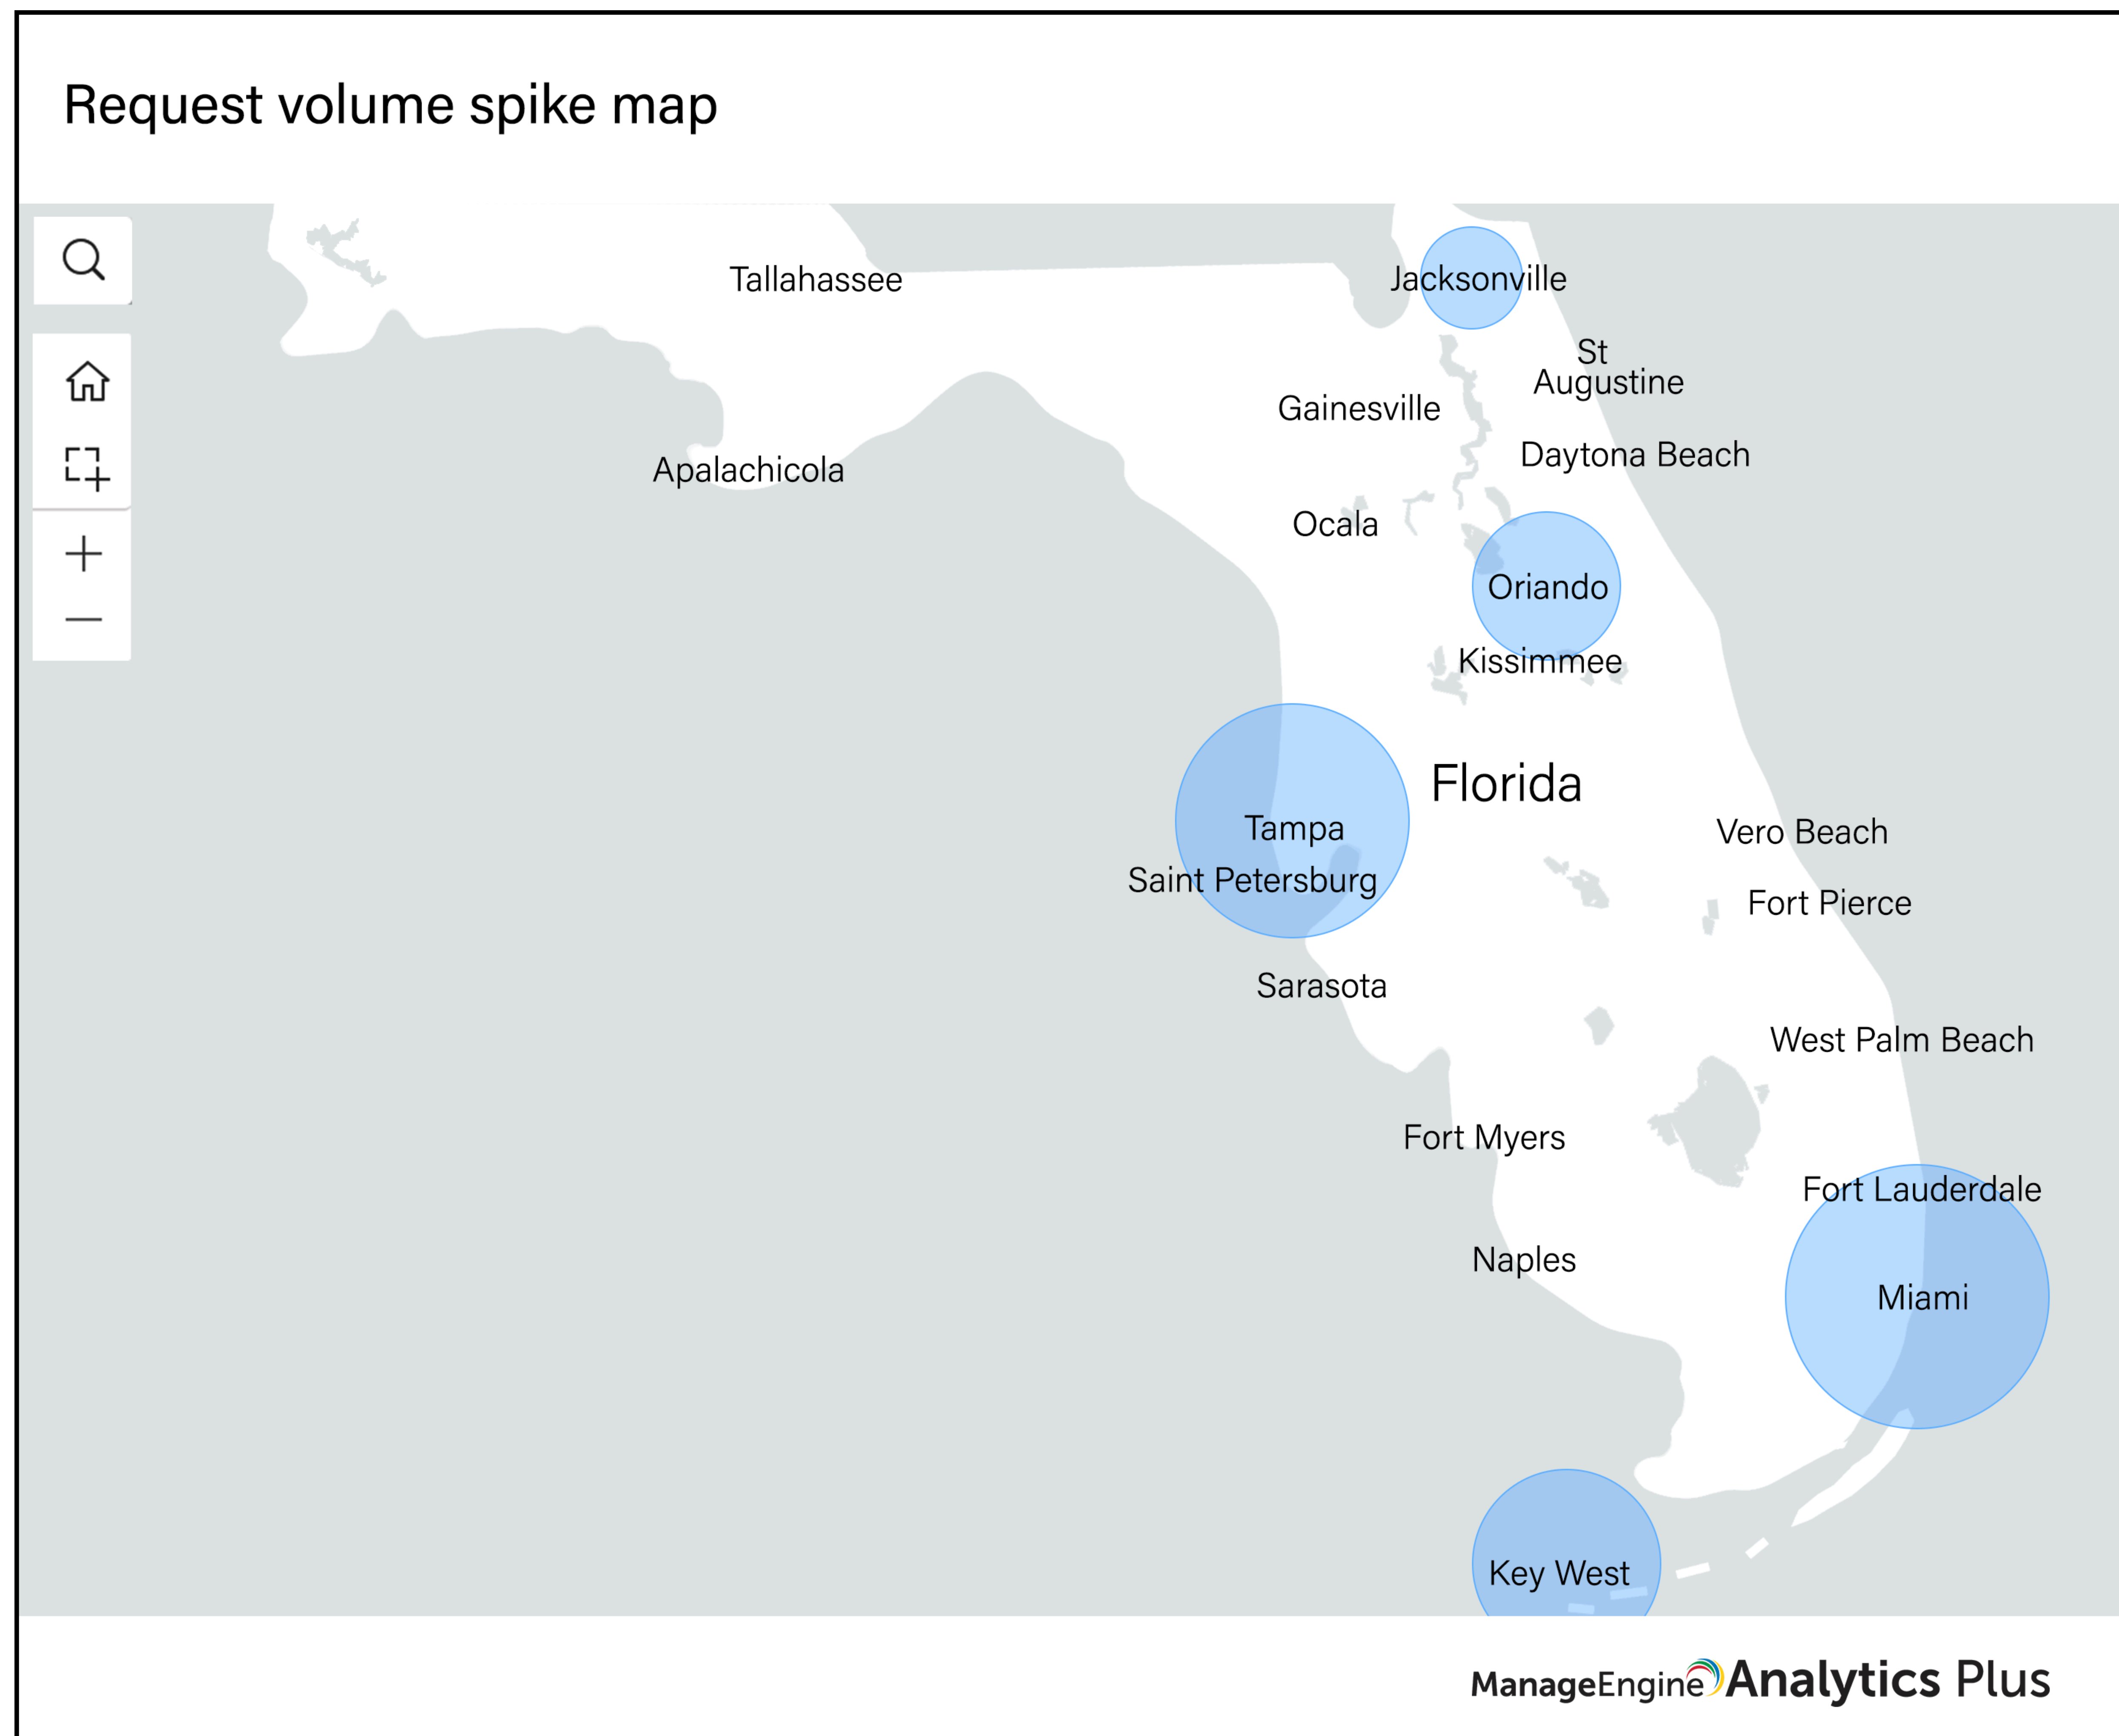 Request volume spike map
Tallahassee
Jacksonville
St
Augustine
Gainesville
Daytona Beach
Apalachicola
Ocala
Oriando
Kissimmee
Florida
Tampa
Vero Beach
Saint Petersburg
Fort Pierce
Sarasota
West Palm Beach
Fort Myers
Fort Lauderdale
Naples
Miami
Key West
ManageEngine Analytics Plus